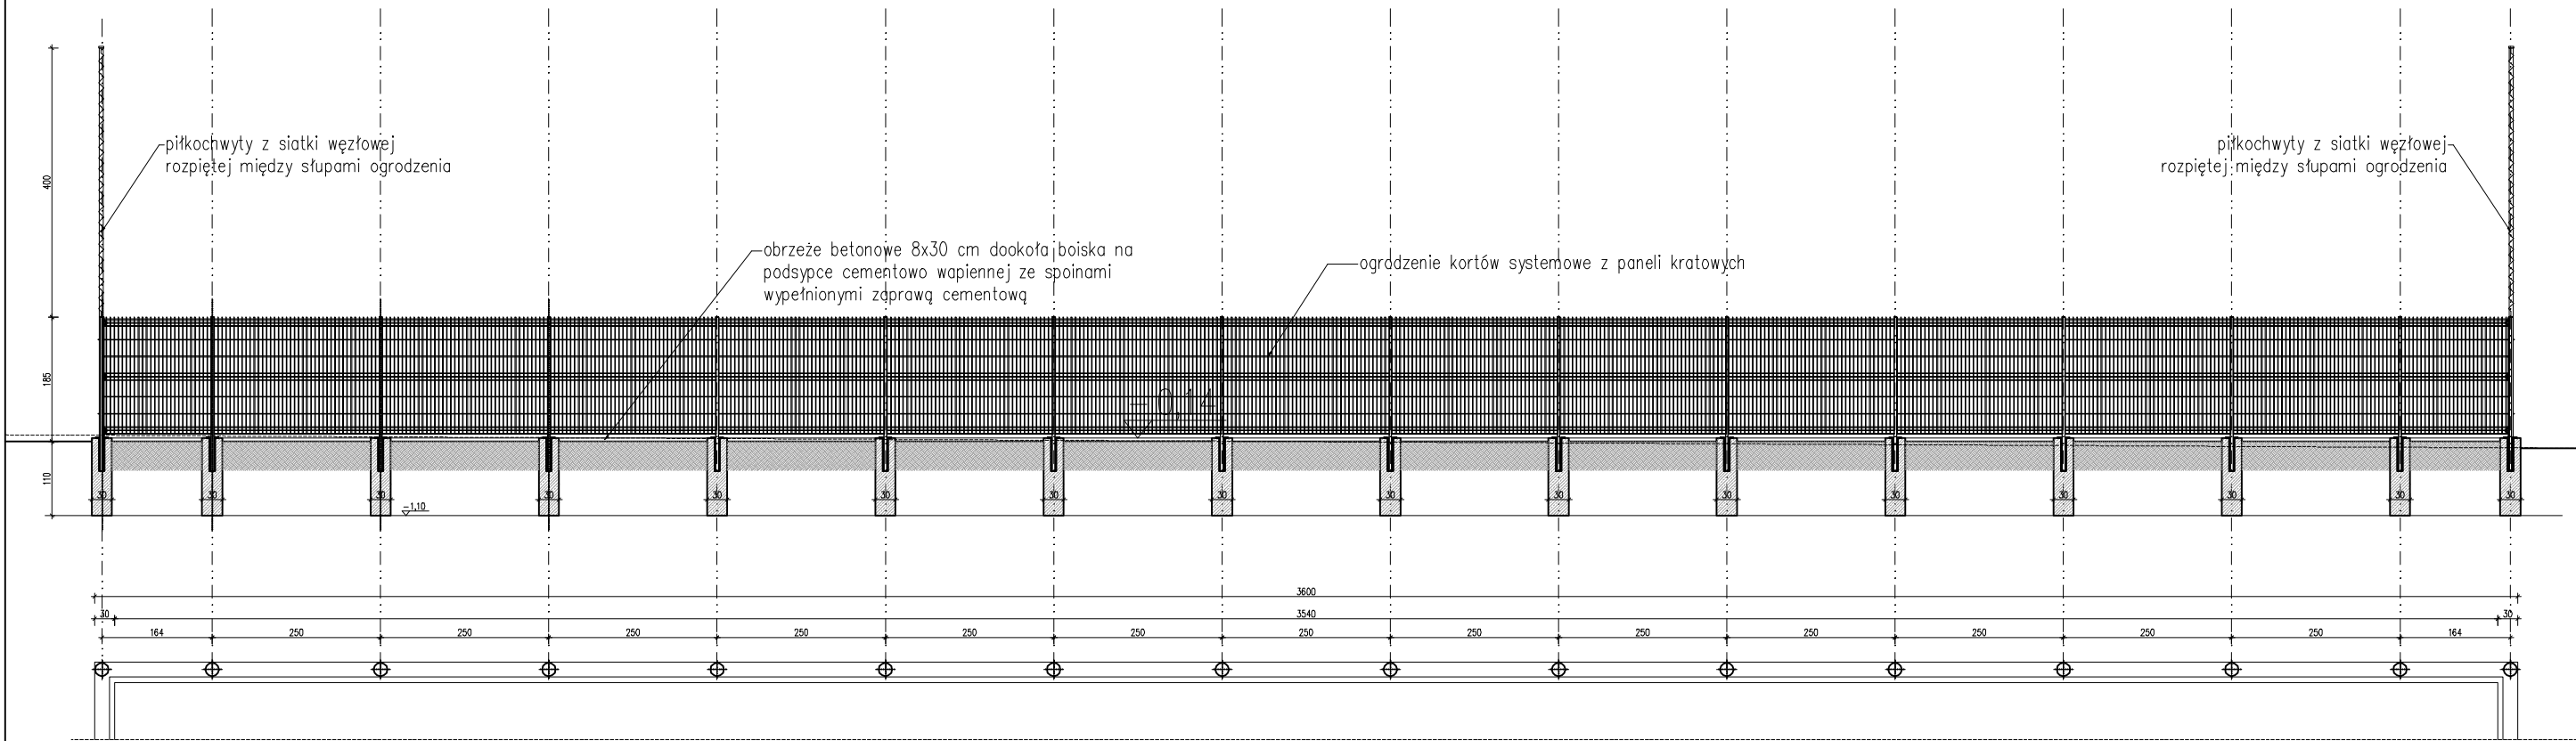 piłkochwyty z siatki węzłowej
rozpiętej między słupami ogrodzenia
piłkochwyty z siatki węzłowej
rozpiętej między słupami ogrodzenia
400
obrzeże betonowe 8x30 cm dookoła boiska na
podsypce cementowo wapiennej ze spoinami
wypełnionymi zaprawą cementową
ogrodzenie kortów systemowe z paneli kratowych
185
-0,14
110
30 30 30 30 30 30 30 30 30 30 30 30 30 30 30 30
-1,10
3600
30 3540 30
164 250 250 250 250 250 250 250 250 250 250 250 250 250 164